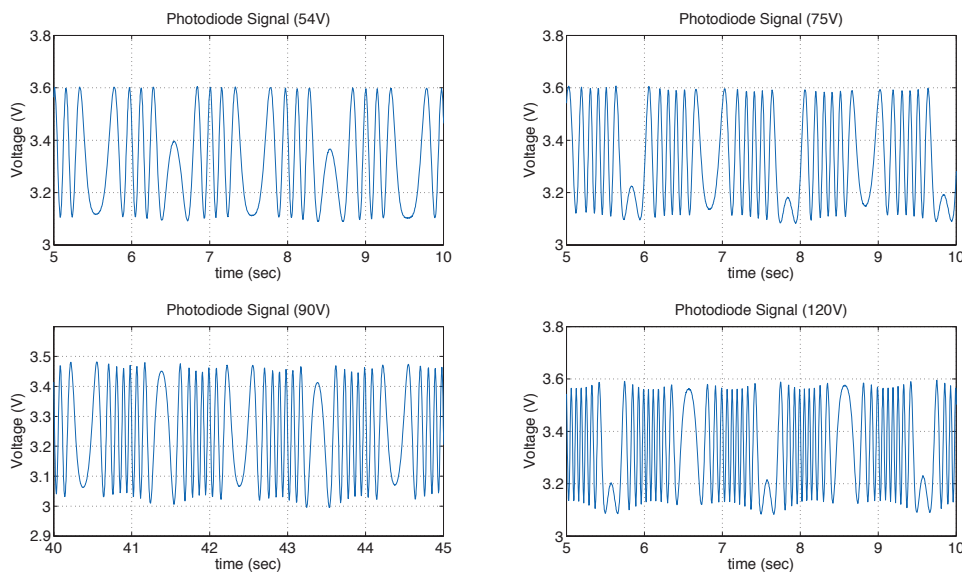 Photodiode Signal (54V)
3.8
3.6
3.4
3.2
3
Voltage (V)
5 6 7 8 9 10
time (sec)
Photodiode Signal (75V)
3.8
3.6
3.4
3.2
3
Voltage (V)
5 6 7 8 9 10
time (sec)
Photodiode Signal (90V)
3.5
3.4
3.3
3.2
3.1
3
2.9
Voltage (V)
40 41 42 43 44 45
time (sec)
Photodiode Signal (120V)
3.8
3.6
3.4
3.2
3
Voltage (V)
5 6 7 8 9 10
time (sec)